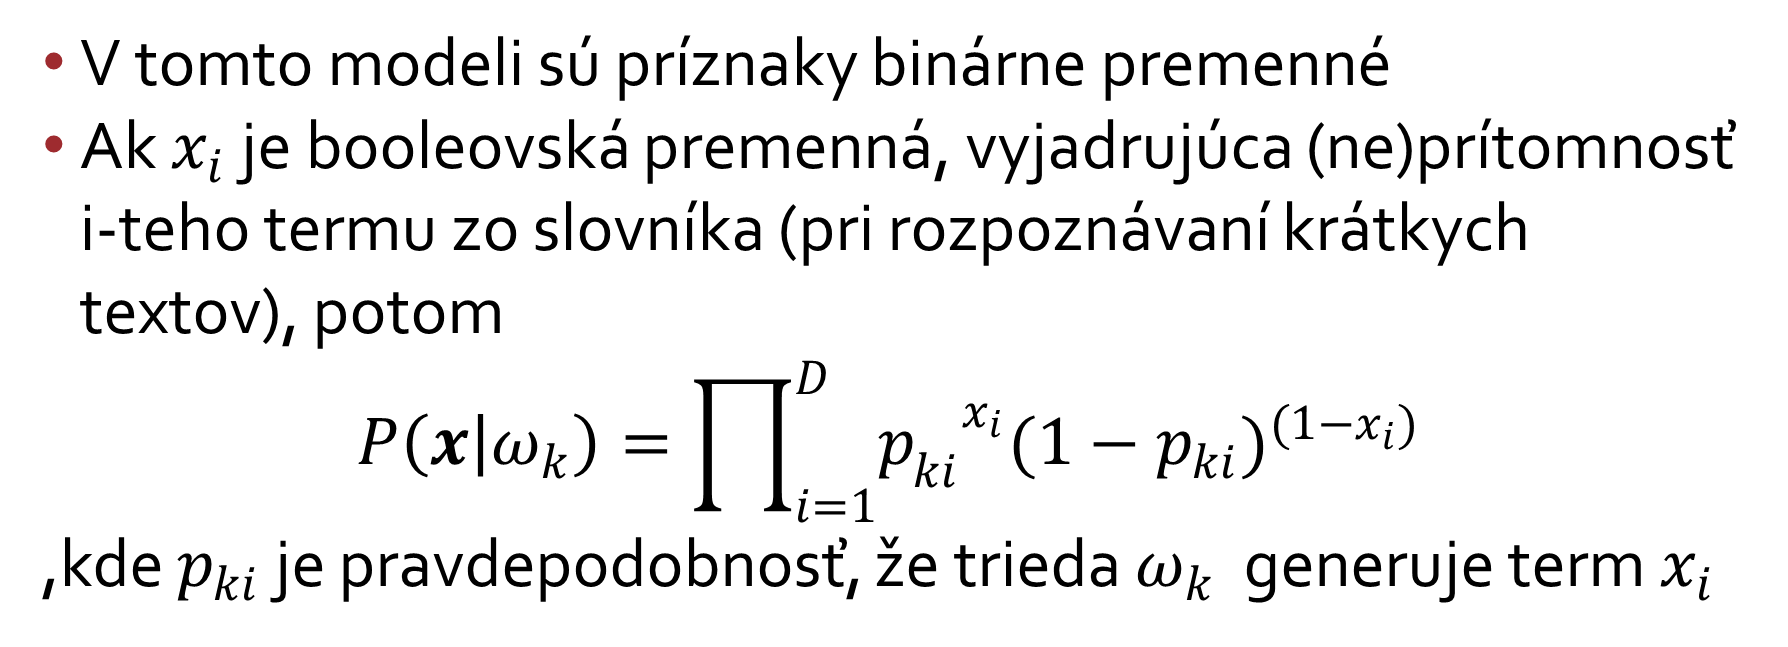 • V tomto modeli sú príznaky binárne premenné
• Ak xᵢ je booleovská premenná, vyjadrujúca (ne)prítomnosť
i-teho termu zo slovníka (pri rozpoznávaní krátkych
textov), potom
P(𝒙|ω_k) = ∏_{i=1}^{D} p_{ki}^{x_i} (1 − p_{ki})^{(1−x_i)}
,kde p_{ki} je pravdepodobnosť, že trieda ω_k generuje term x_i